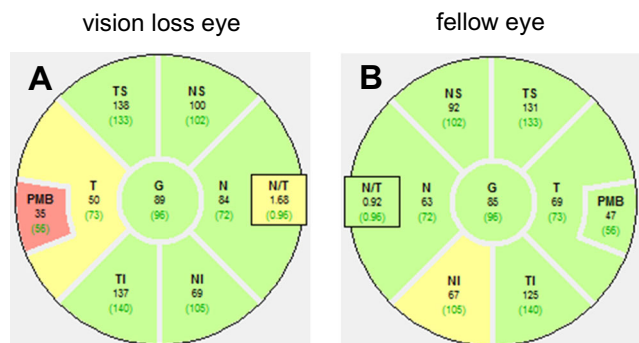 vision loss eye
fellow eye
A
TS
138
(133)
NS
100
(102)
PMB
35
(56)
T
50
(73)
G
89
(96)
N
84
(72)
N/T
1.68
(0.96)
TI
137
(140)
NI
69
(105)
B
NS
92
(102)
TS
131
(133)
N/T
0.92
(0.96)
N
63
(72)
G
85
(96)
T
69
(73)
PMB
47
(56)
NI
67
(105)
TI
125
(140)